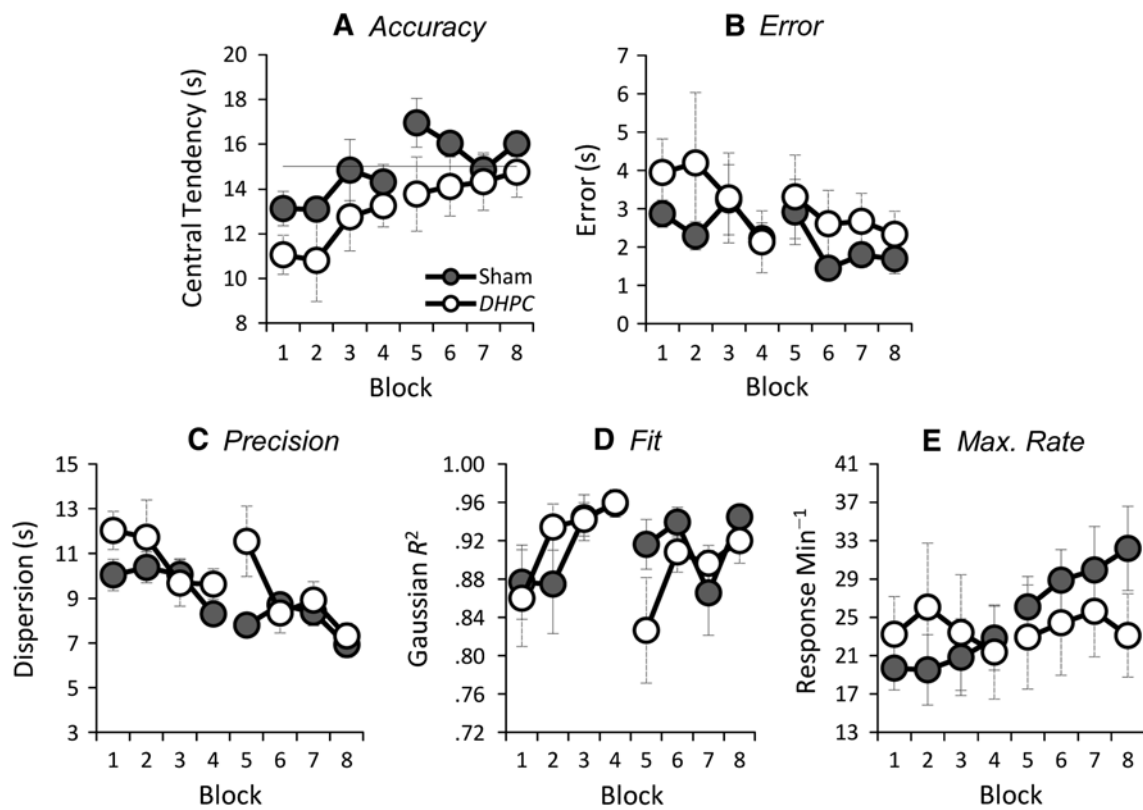 A Accuracy
Central Tendency (s)
20
18
16
14
12
10
8
Sham
DHPC
1 2 3 4 5 6 7 8
Block
B Error
Error (s)
7
6
5
4
3
2
1
0
1 2 3 4 5 6 7 8
Block
C Precision
Dispersion (s)
15
13
11
9
7
5
3
1 2 3 4 5 6 7 8
Block
D Fit
Gaussian R²
1.00
.96
.92
.88
.84
.80
.76
.72
1 2 3 4 5 6 7 8
Block
E Max. Rate
Response Min⁻¹
41
37
33
29
25
21
17
13
1 2 3 4 5 6 7 8
Block